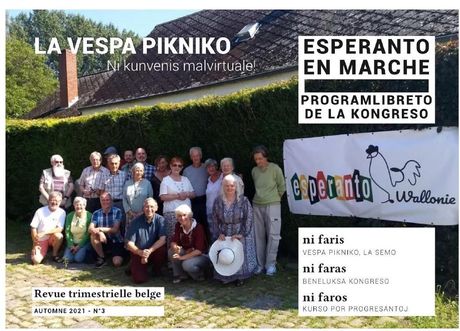 LA VESPA PIKNIKO
Ni kunvenis malvirtuale!
ESPERANTO
EN MARCHE
PROGRAMLIBRETO
DE LA KONGRESO
esperanto
Wallonie
ni faris
VESPA PIKNIKO, LA SEMO
ni faras
BENELUKSA KONGRESO
ni faros
KURSO POR PROGRESANTOJ
Revue trimestrielle belge
AUTOMNE 2021 - N°3